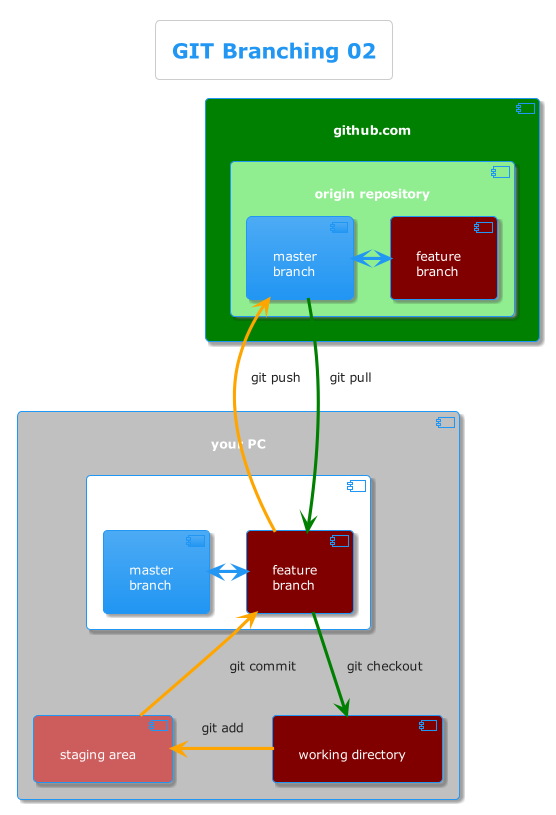 GIT Branching 02
github.com
origin repository
master
branch
feature
branch
git push
git pull
your PC
master
branch
feature
branch
git commit
git checkout
git add
staging area
working directory